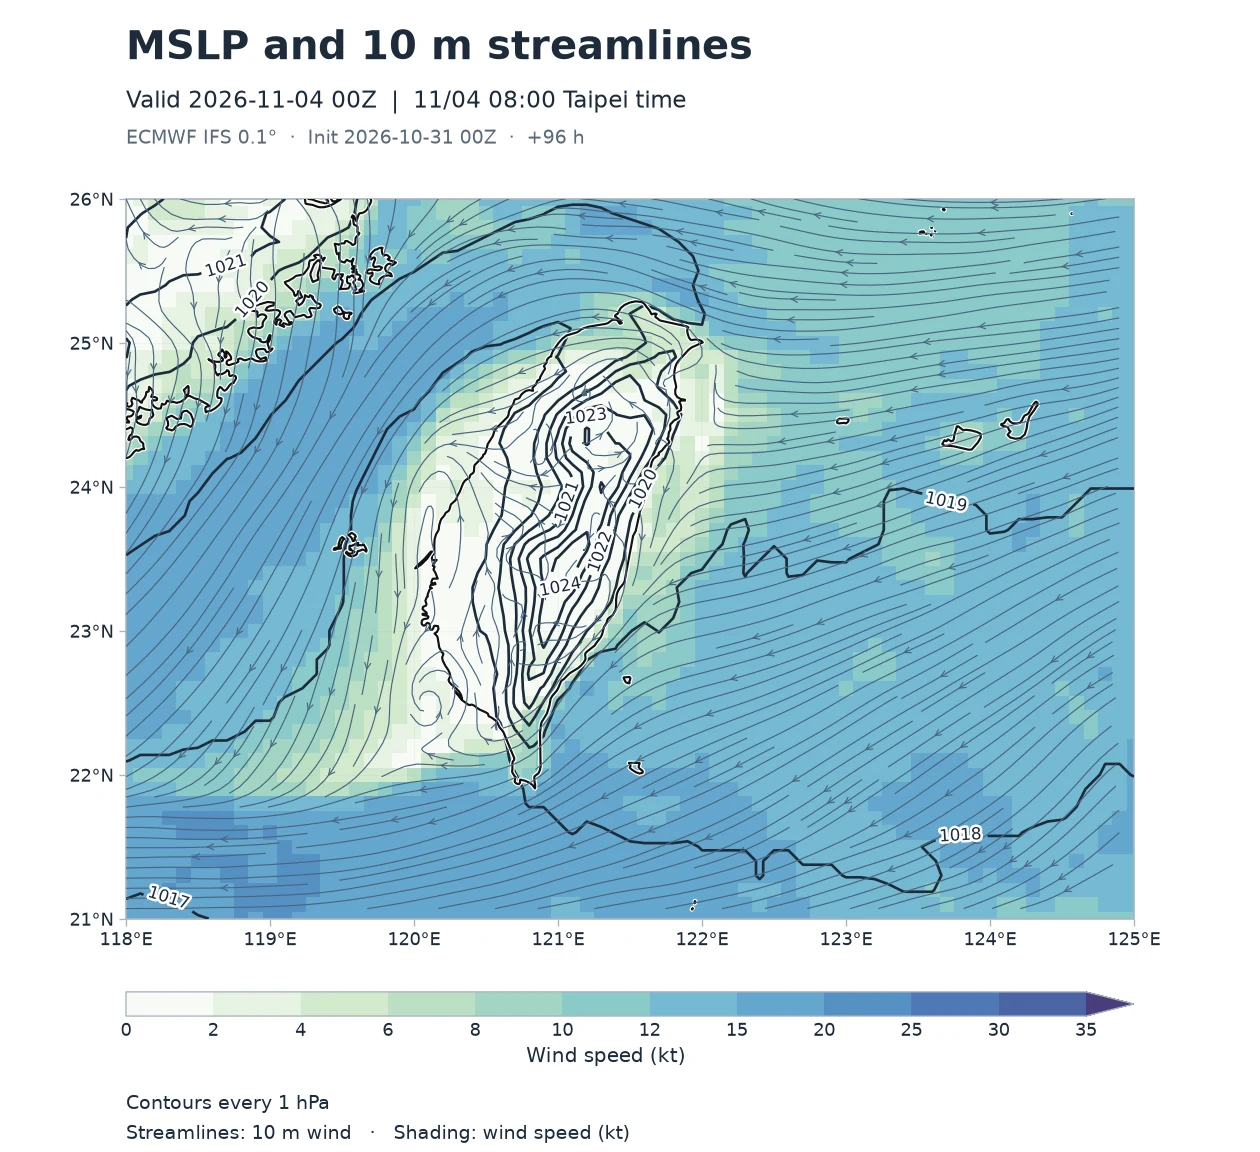 MSLP and 10 m streamlines
Valid 2026-11-04 00Z | 11/04 08:00 Taipei time
ECMWF IFS 0.1° · Init 2026-10-31 00Z · +96 h
26°N
25°N
24°N
23°N
22°N
21°N
1021
1020
1023
1021
1020
1022
1024
1019
1018
1017
118°E 119°E 120°E 121°E 122°E 123°E 124°E 125°E
0 2 4 6 8 10 12 15 20 25 30 35
Wind speed (kt)
Contours every 1 hPa
Streamlines: 10 m wind · Shading: wind speed (kt)